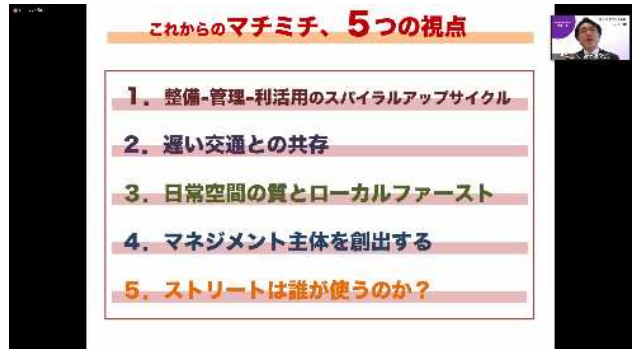 これからのマチミチ、5つの視点
1. 整備-管理-利活用のスパイラルアップサイクル
2. 遅い交通との共存
3. 日常空間の質とローカルファースト
4. マネジメント主体を創出する
5. ストリートは誰が使うのか？